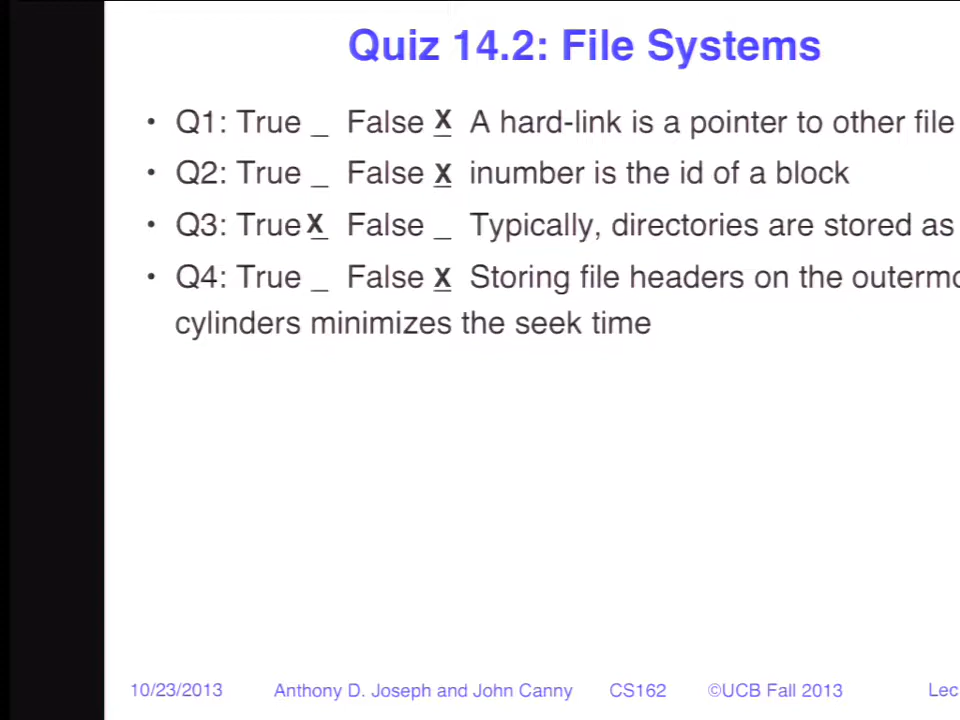 Quiz 14.2: File Systems
• Q1: True _ False X A hard-link is a pointer to other file
• Q2: True _ False X inumber is the id of a block
• Q3: True X False _ Typically, directories are stored as
• Q4: True _ False X Storing file headers on the
cylinders minimizes the seek time
10/23/2013 Anthony D. Joseph and John Canny CS162 ©UCB Fall 2013